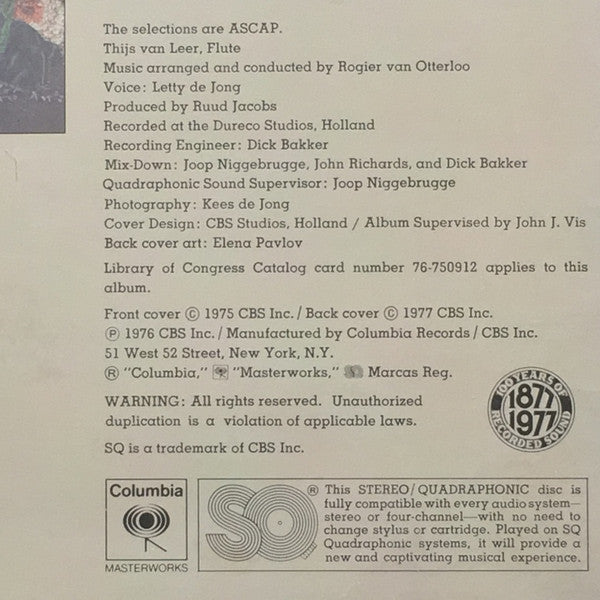 The selections are ASCAP.
Thijs van Leer, Flute
Music arranged and conducted by Rogier van Otterloo
Voice: Letty de Jong
Produced by Ruud Jacobs
Recorded at the Dureco Studios, Holland
Recording Engineer: Dick Bakker
Mix-Down: Joop Niggebrugge, John Richards, and Dick Bakker
Quadraphonic Sound Supervisor: Joop Niggebrugge
Photography: Kees de Jong
Cover Design: CBS Studios, Holland / Album Supervised by John J. Vis
Back cover art: Elena Pavlov
Library of Congress Catalog card number 76-750912 applies to this
album.
Front cover © 1975 CBS Inc. / Back cover © 1977 CBS Inc.
℗ 1976 CBS Inc. / Manufactured by Columbia Records / CBS Inc.
51 West 52 Street, New York, N.Y.
® "Columbia," "Masterworks," Marcas Reg.
WARNING: All rights reserved. Unauthorized
duplication is a violation of applicable laws.
SQ is a trademark of CBS Inc.
100 YEARS OF
1877
1977
RECORDED SOUND
Columbia
MASTERWORKS
SQ ®
This STEREO/QUADRAPHONIC disc is
fully compatible with every audio system—
stereo or four-channel—with no need to
change stylus or cartridge. Played on SQ
Quadraphonic systems, it will provide a
new and captivating musical experience.